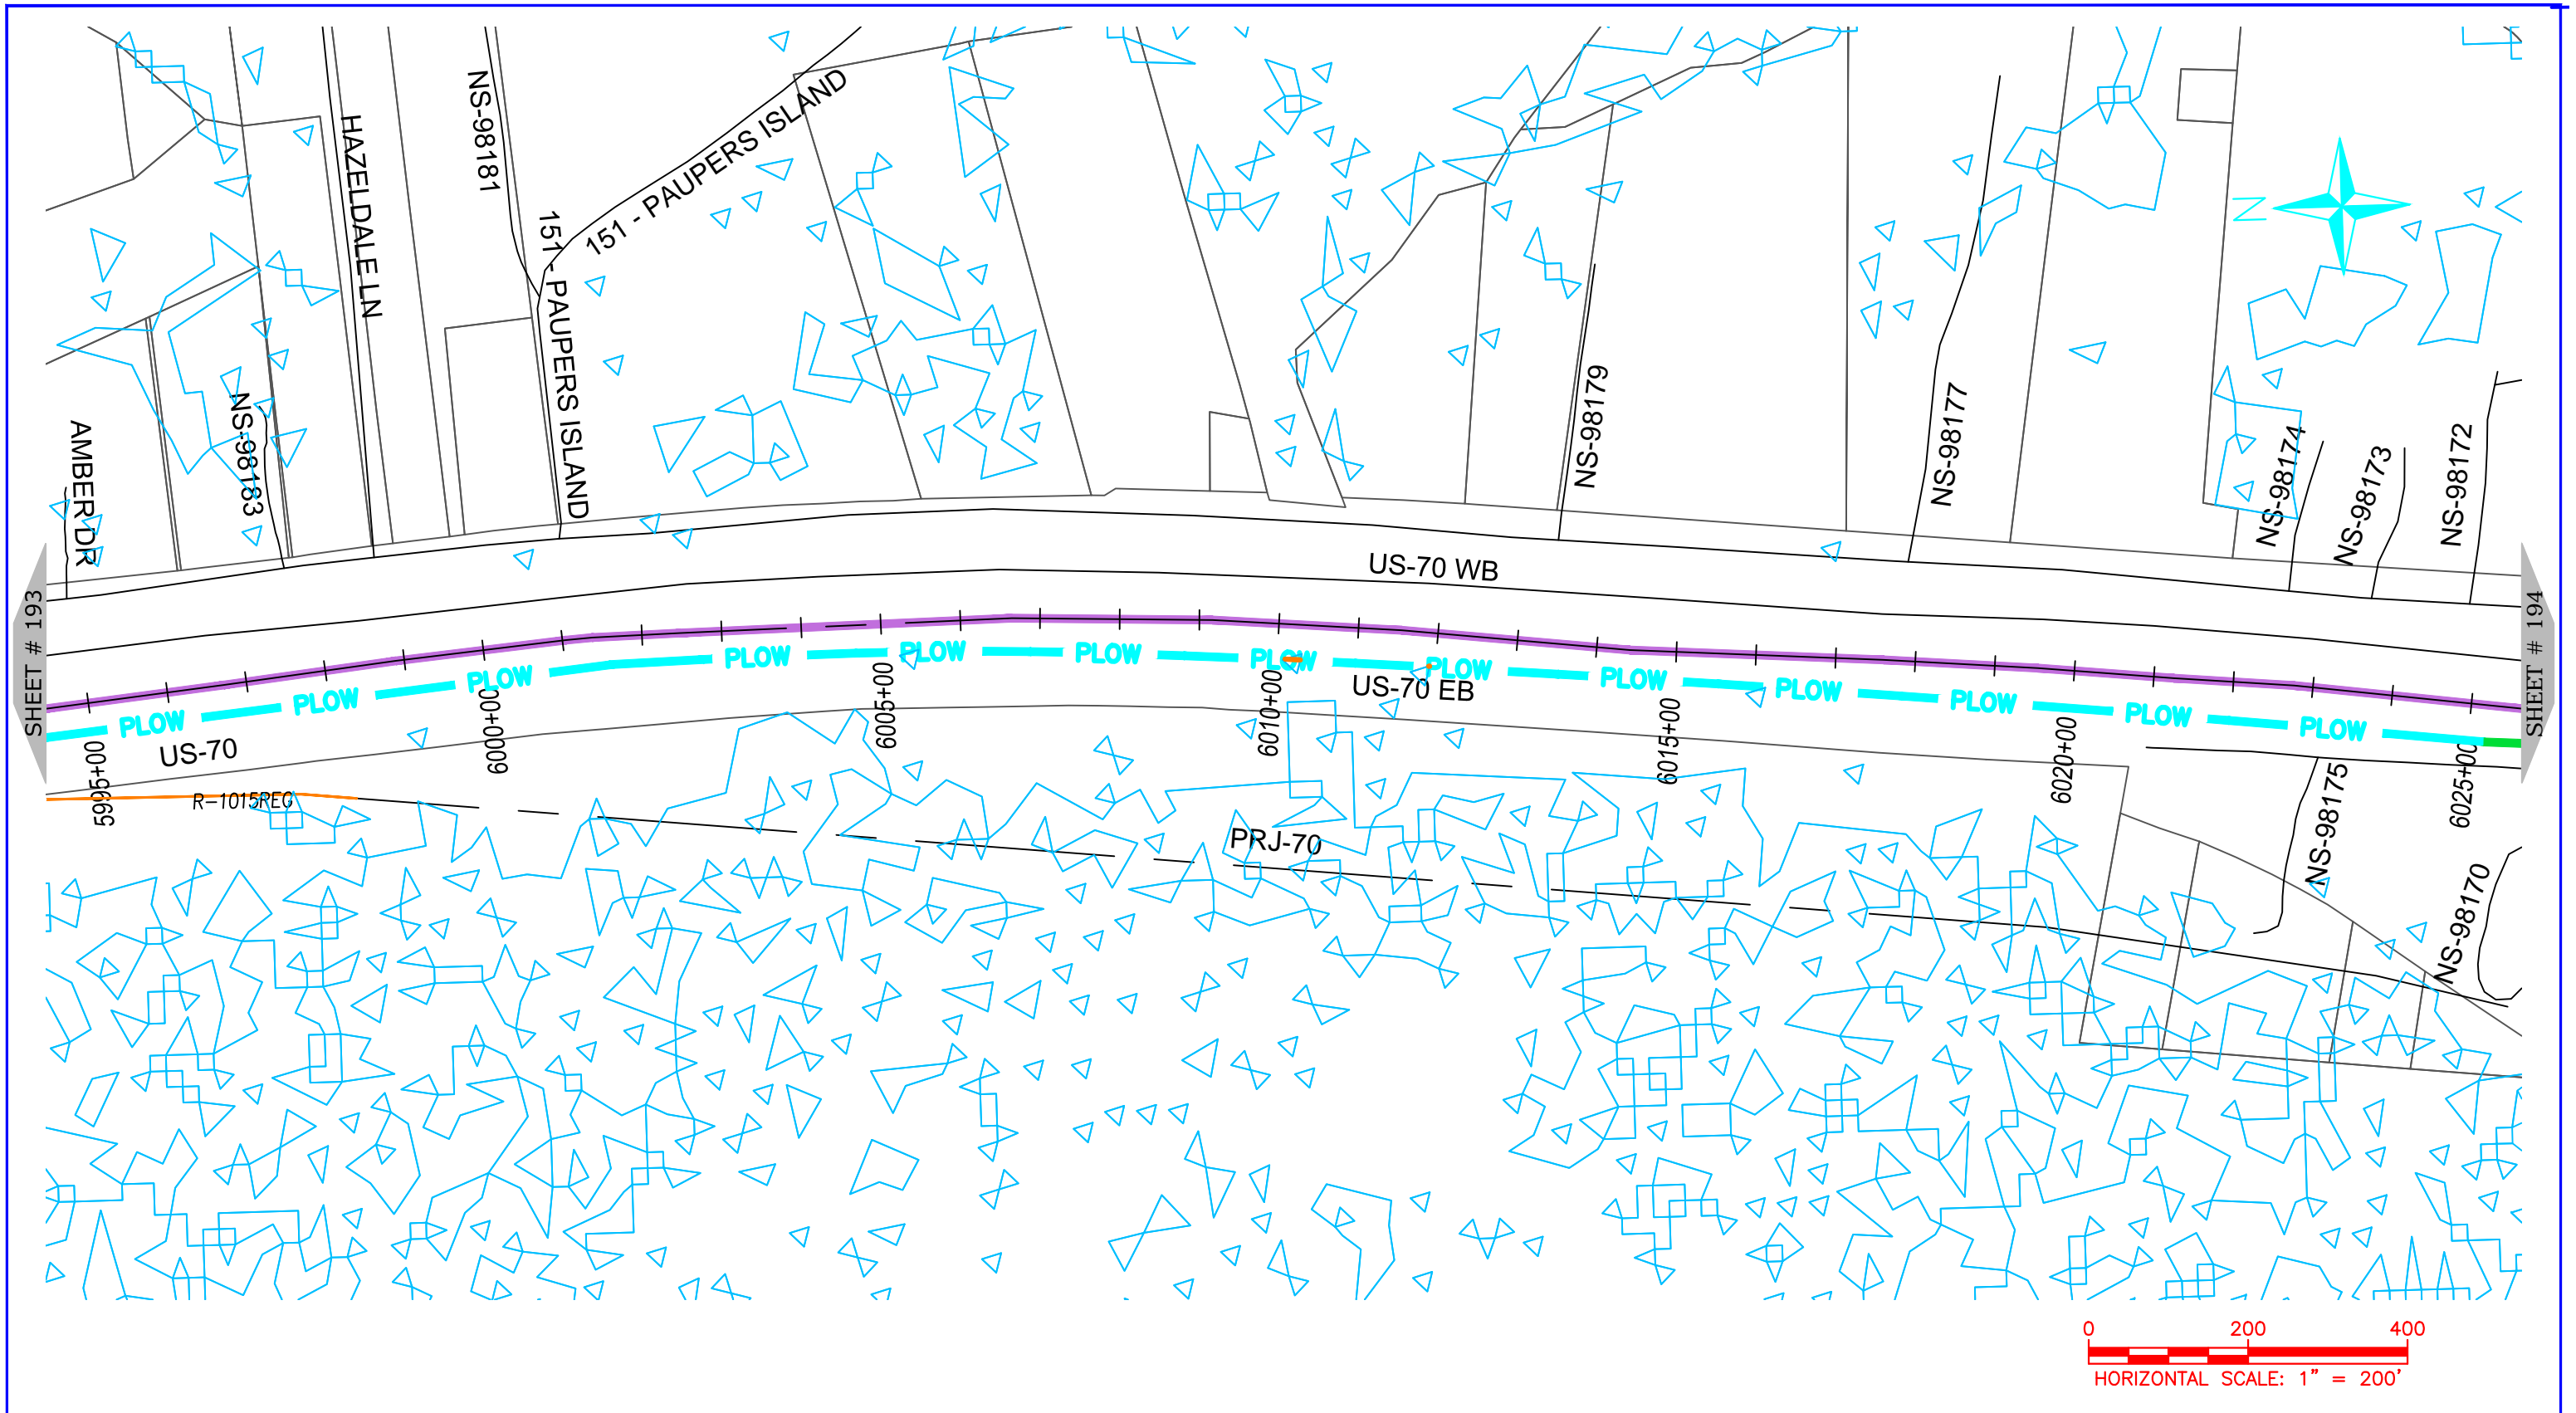 HAZELDALE LN
NS-98181
151 - PAUPERS ISLAND
151 - PAUPERS ISLAND
N
AMBER DR
NS-98183
NS-98179
NS-98177
NS-98174
NS-98173
NS-98172
US-70 WB
SHEET # 193
SHEET # 194
PLOW PLOW PLOW PLOW PLOW PLOW PLOW PLOW PLOW PLOW PLOW PLOW PLOW
US-70
US-70 EB
5995+00
6000+00
6005+00
6010+00
6015+00
6020+00
6025+00
R-1015REG
PRJ-70
NS-98175
NS-98170
0 200 400
HORIZONTAL SCALE: 1" = 200'